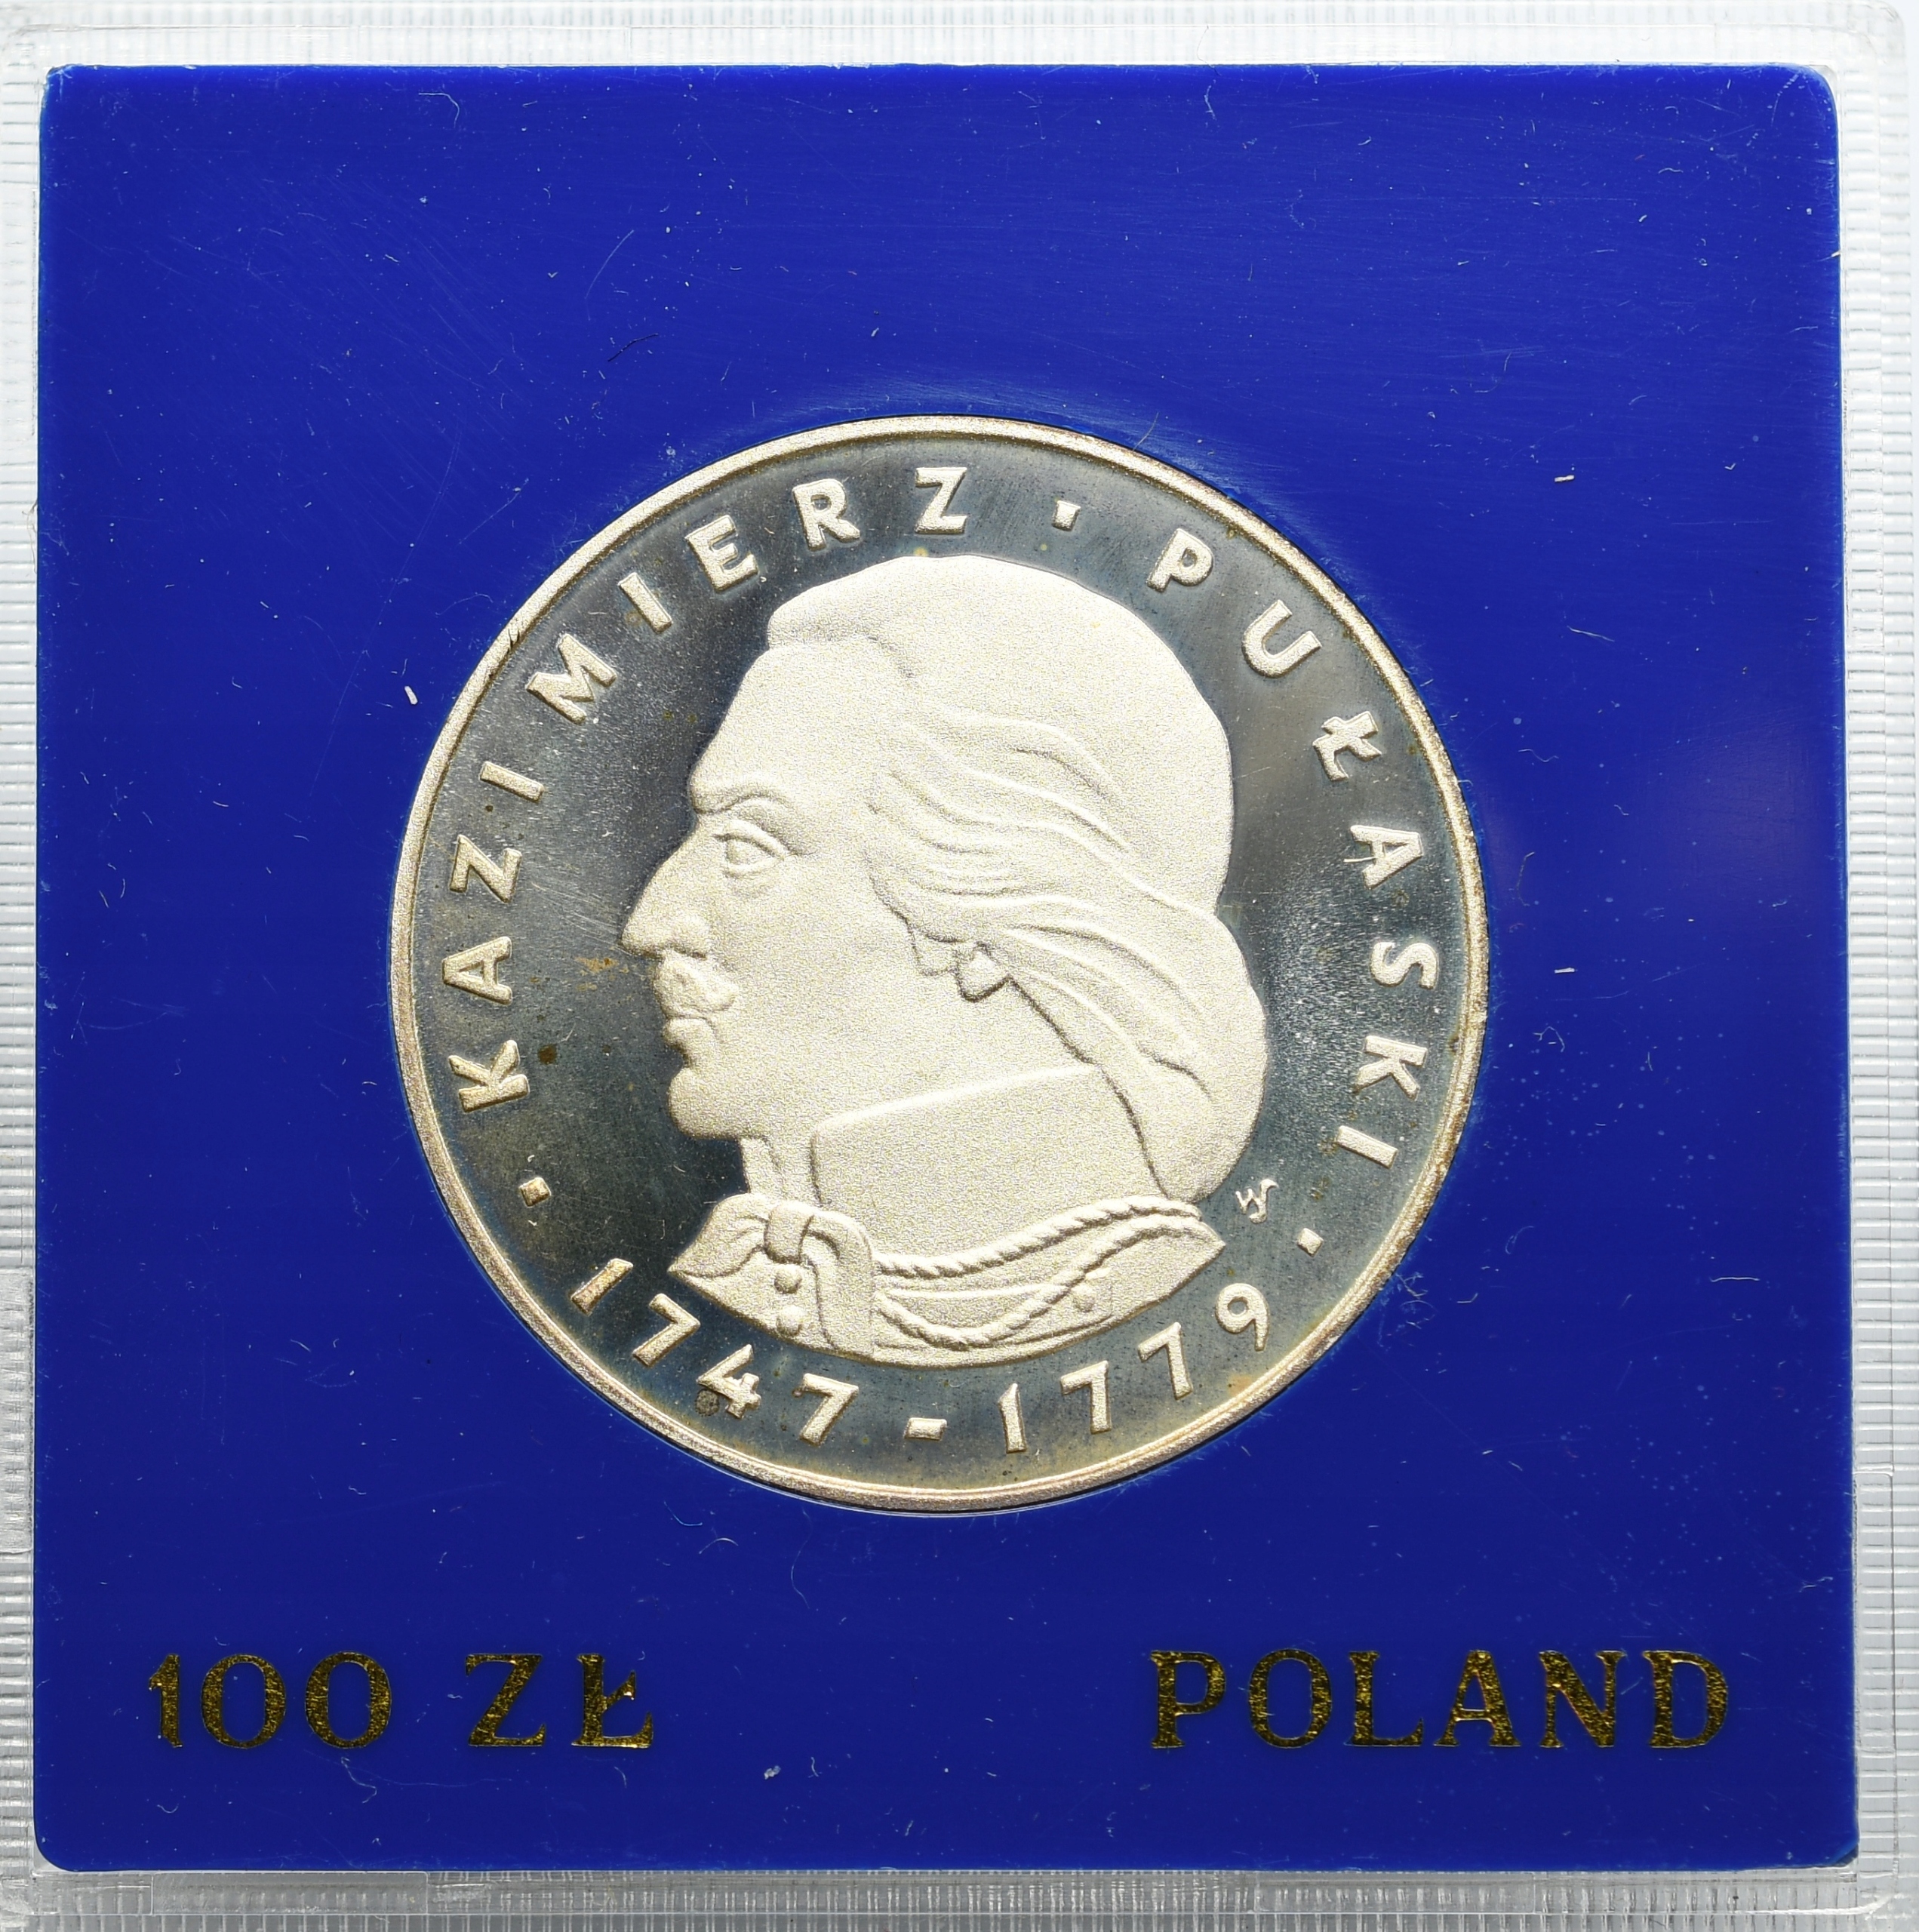 · KAZIMIERZ · PUŁASKI ·
1747-1779
100 ZŁ
POLAND